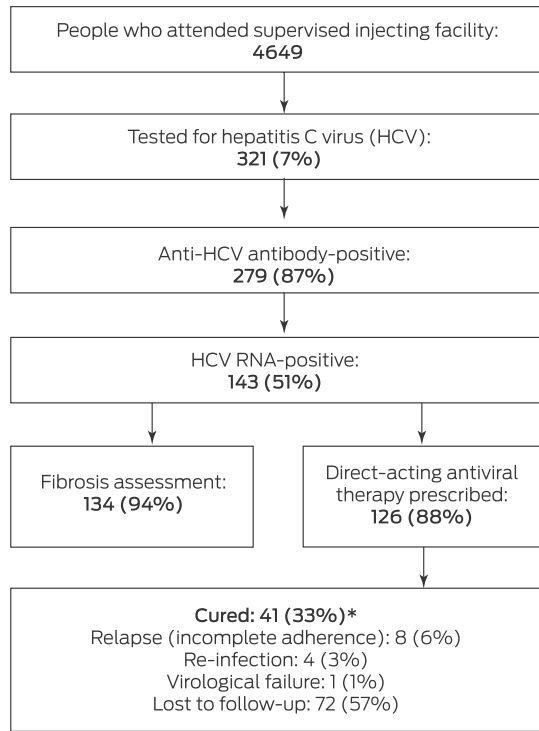 People who attended supervised injecting facility:
4649
Tested for hepatitis C virus (HCV):
321 (7%)
Anti-HCV antibody-positive:
279 (87%)
HCV RNA-positive:
143 (51%)
Fibrosis assessment:
134 (94%)
Direct-acting antiviral
therapy prescribed:
126 (88%)
Cured: 41 (33%)*
Relapse (incomplete adherence): 8 (6%)
Re-infection: 4 (3%)
Virological failure: 1 (1%)
Lost to follow-up: 72 (57%)